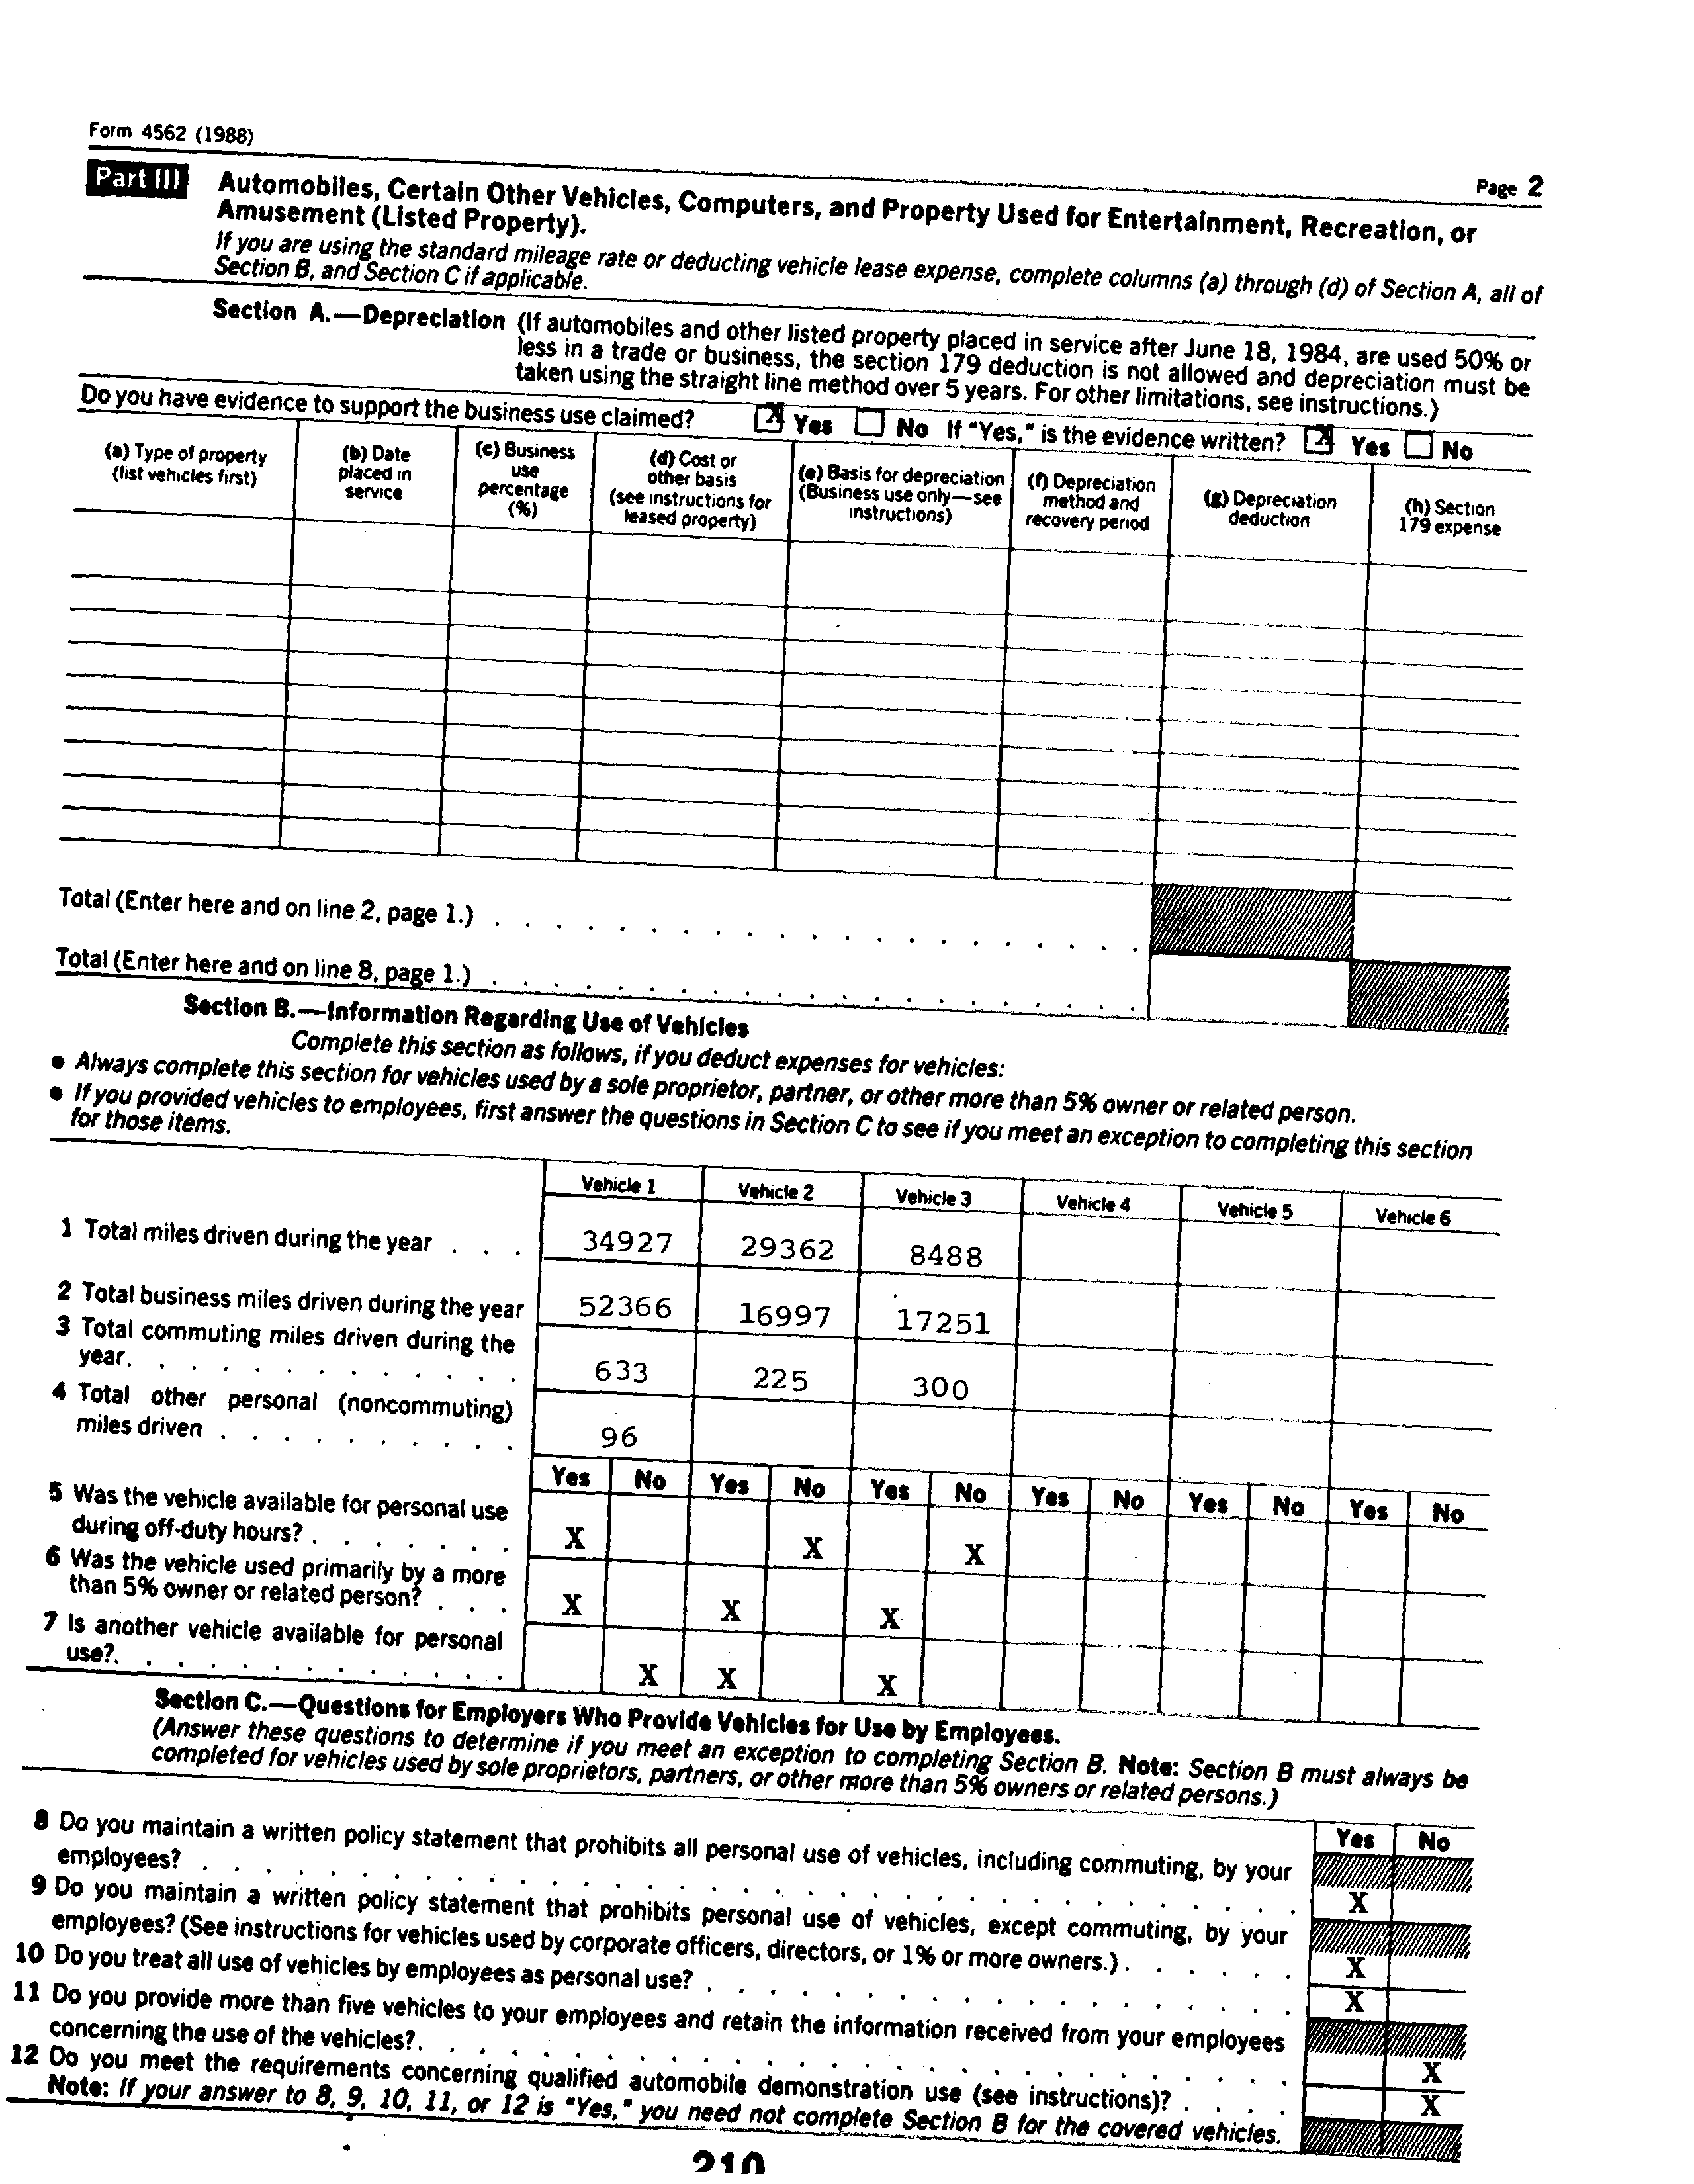 Form 4562 (1988)
Page 2
Part III Automobiles, Certain Other Vehicles, Computers, and Property Used for Entertainment, Recreation, or
Amusement (Listed Property).
If you are using the standard mileage rate or deducting vehicle lease expense, complete columns (a) through (d) of Section A, all of
Section B, and Section C if applicable.
Section A.—Depreciation (If automobiles and other listed property placed in service after June 18, 1984, are used 50% or
less in a trade or business, the section 179 deduction is not allowed and depreciation must be
taken using the straight line method over 5 years. For other limitations, see instructions.)
Do you have evidence to support the business use claimed? X Yes No If "Yes," is the evidence written? X Yes No
(a) Type of property
(list vehicles first)
(b) Date
placed in
service
(c) Business
use
percentage
(%)
(d) Cost or
other basis
(see instructions for
leased property)
(e) Basis for depreciation
(Business use only—see
instructions)
(f) Depreciation
method and
recovery period
(g) Depreciation
deduction
(h) Section
179 expense
Total (Enter here and on line 2, page 1.)
Total (Enter here and on line 8, page 1.)
Section B.—Information Regarding Use of Vehicles
Complete this section as follows, if you deduct expenses for vehicles:
● Always complete this section for vehicles used by a sole proprietor, partner, or other more than 5% owner or related person.
● If you provided vehicles to employees, first answer the questions in Section C to see if you meet an exception to completing this section
for those items.
Vehicle 1 Vehicle 2 Vehicle 3 Vehicle 4 Vehicle 5 Vehicle 6
1 Total miles driven during the year . . . 34927 29362 8488
2 Total business miles driven during the year 52366 16997 17251
3 Total commuting miles driven during the
year. . . . . . . . . . . . . 633 225 300
4 Total other personal (noncommuting)
miles driven . . . . . . . . . . 96
Yes No Yes No Yes No Yes No Yes No Yes No
5 Was the vehicle available for personal use
during off-duty hours? . . . . . . . X X X
6 Was the vehicle used primarily by a more
than 5% owner or related person? . . . X X X
7 Is another vehicle available for personal
use?. . . . . . . . . . . . . X X X
Section C.—Questions for Employers Who Provide Vehicles for Use by Employees.
(Answer these questions to determine if you meet an exception to completing Section B. Note: Section B must always be
completed for vehicles used by sole proprietors, partners, or other more than 5% owners or related persons.)
Yes No
8 Do you maintain a written policy statement that prohibits all personal use of vehicles, including commuting, by your
employees? X
9 Do you maintain a written policy statement that prohibits personal use of vehicles, except commuting, by your
employees? (See instructions for vehicles used by corporate officers, directors, or 1% or more owners.) . . . . . . X
10 Do you treat all use of vehicles by employees as personal use? X
11 Do you provide more than five vehicles to your employees and retain the information received from your employees
concerning the use of the vehicles?. X
12 Do you meet the requirements concerning qualified automobile demonstration use (see instructions)? . . . . X
Note: If your answer to 8, 9, 10, 11, or 12 is "Yes," you need not complete Section B for the covered vehicles.
210